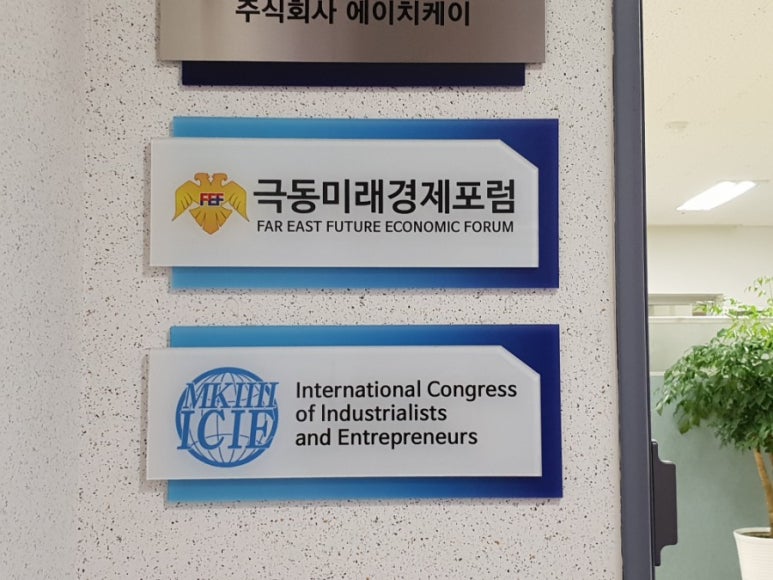 주식회사 에이치케이
FEF
극동미래경제포럼
FAR EAST FUTURE ECONOMIC FORUM
МКПП
ICIE
International Congress
of Industrialists
and Entrepreneurs